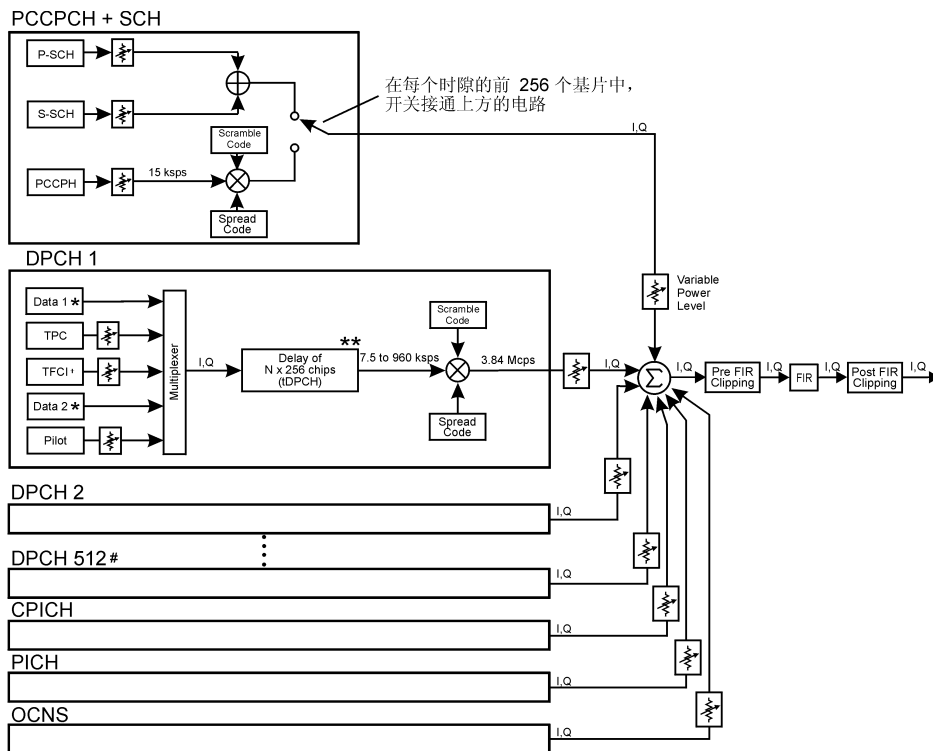 PCCPCH + SCH
P-SCH
S-SCH
PCCPH
15 ksps
Scramble
Code
Spread
Code
在每个时隙的前 256 个基片中，
开关接通上方的电路
I,Q
Variable
Power
Level
DPCH 1
Data 1*
TPC
TFCI†
Data 2*
Pilot
Multiplexer
I,Q
Delay of
N x 256 chips
(tDPCH)
**
7.5 to 960 ksps
Scramble
Code
Spread
Code
3.84 Mcps
I,Q
Σ
I,Q
Pre FIR
Clipping
I,Q
FIR
I,Q
Post FIR
Clipping
I,Q
DPCH 2
I,Q
DPCH 512#
I,Q
CPICH
I,Q
PICH
I,Q
OCNS
I,Q